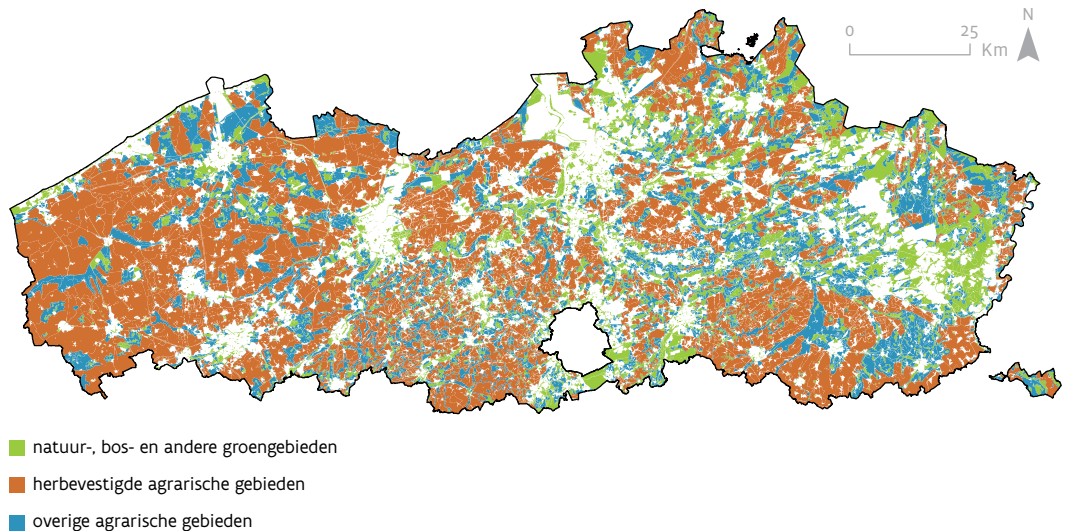 N
0 25
Km
natuur-, bos- en andere groengebieden
herbevestigde agrarische gebieden
overige agrarische gebieden